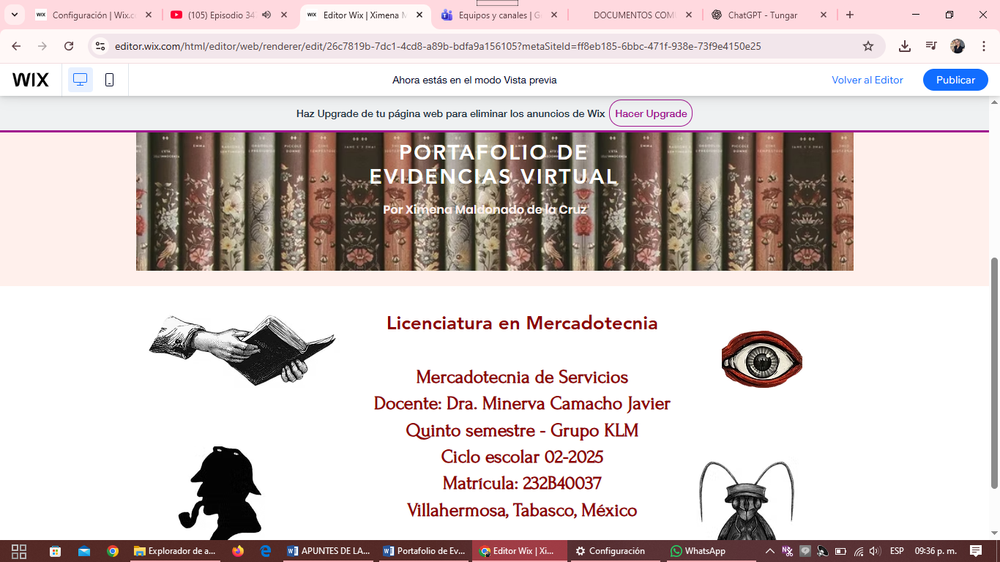 Configuración | Wix.c
(105) Episodio 34
Editor Wix | Ximena M
Equipos y canales | G
DOCUMENTOS COM
ChatGPT - Tungar
editor.wix.com/html/editor/web/renderer/edit/26c7819b-7dc1-4cd8-a89b-bdfa9a156105?metaSiteId=ff8eb185-6bbc-471f-938e-73f9e4150e25
WIX
Ahora estás en el modo Vista previa
Volver al Editor
Publicar
Haz Upgrade de tu página web para eliminar los anuncios de Wix
Hacer Upgrade
PORTAFOLIO DE
EVIDENCIAS VIRTUAL
Por Ximena Maldonado de la Cruz
Licenciatura en Mercadotecnia
Mercadotecnia de Servicios
Docente: Dra. Minerva Camacho Javier
Quinto semestre - Grupo KLM
Ciclo escolar 02-2025
Matrícula: 232B40037
Villahermosa, Tabasco, México
Explorador de a...
APUNTES DE LA...
Portafolio de Ev...
Editor Wix | Xi...
Configuración
WhatsApp
ESP
09:36 p. m.